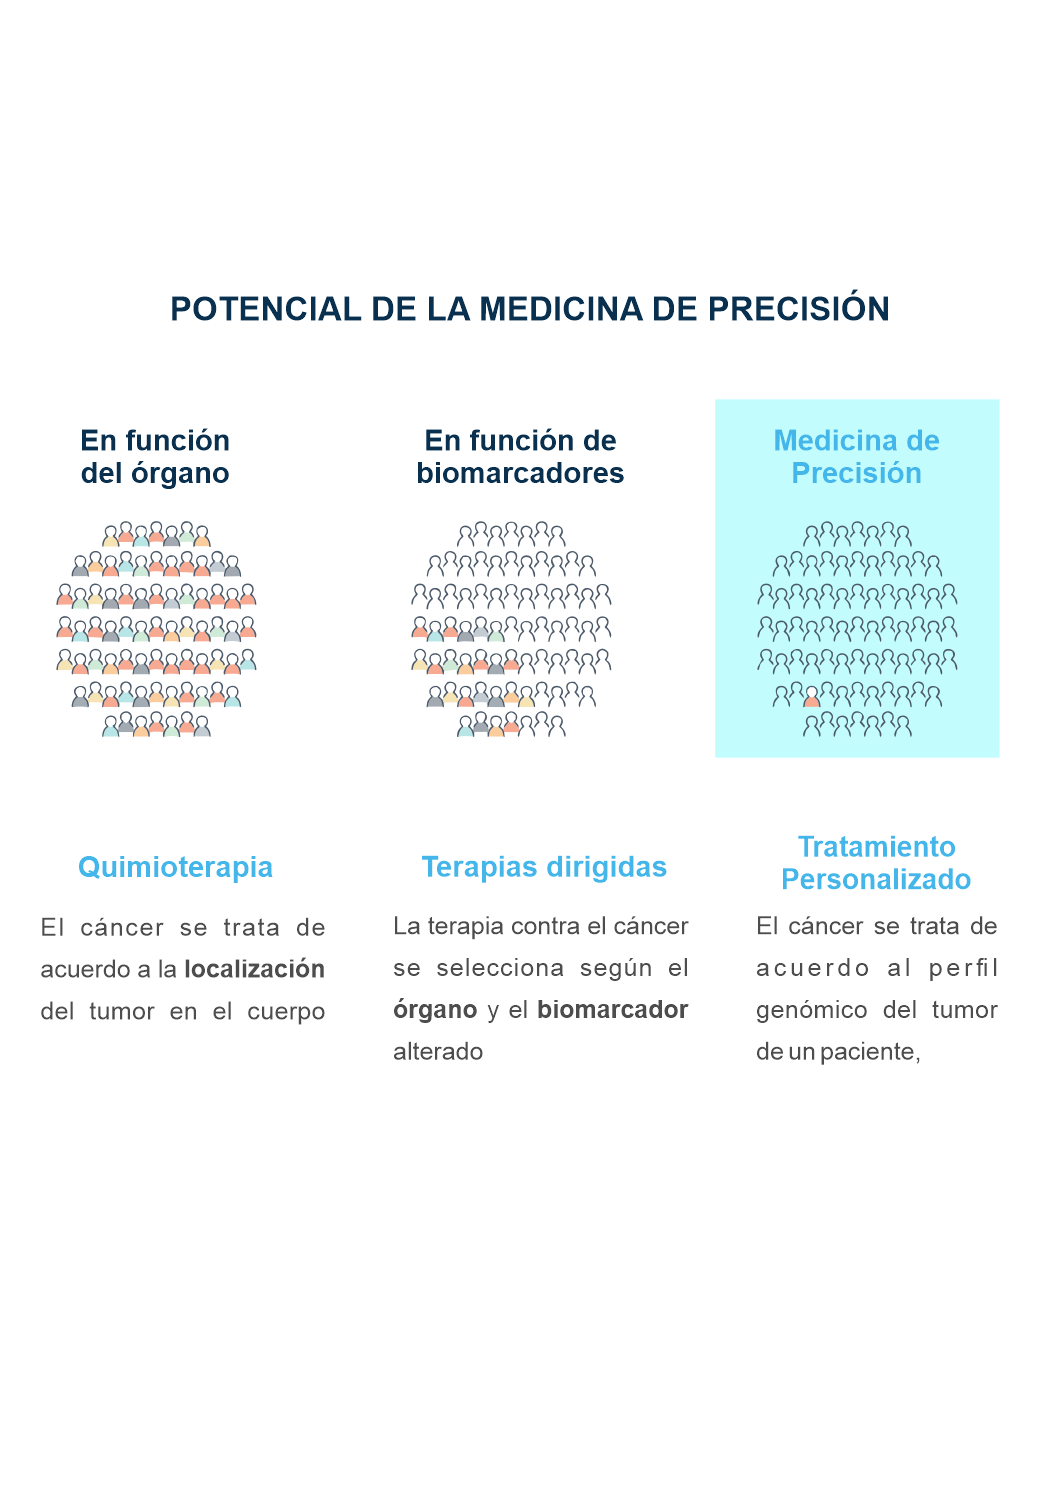 POTENCIAL DE LA MEDICINA DE PRECISIÓN
En función
del órgano
En función de
biomarcadores
Medicina de
Precisión
Quimioterapia
El cáncer se trata de
acuerdo a la localización
del tumor en el cuerpo
Terapias dirigidas
La terapia contra el cáncer
se selecciona según el
órgano y el biomarcador
alterado
Tratamiento
Personalizado
El cáncer se trata de
acuerdo al perfil
genómico del tumor
de un paciente,